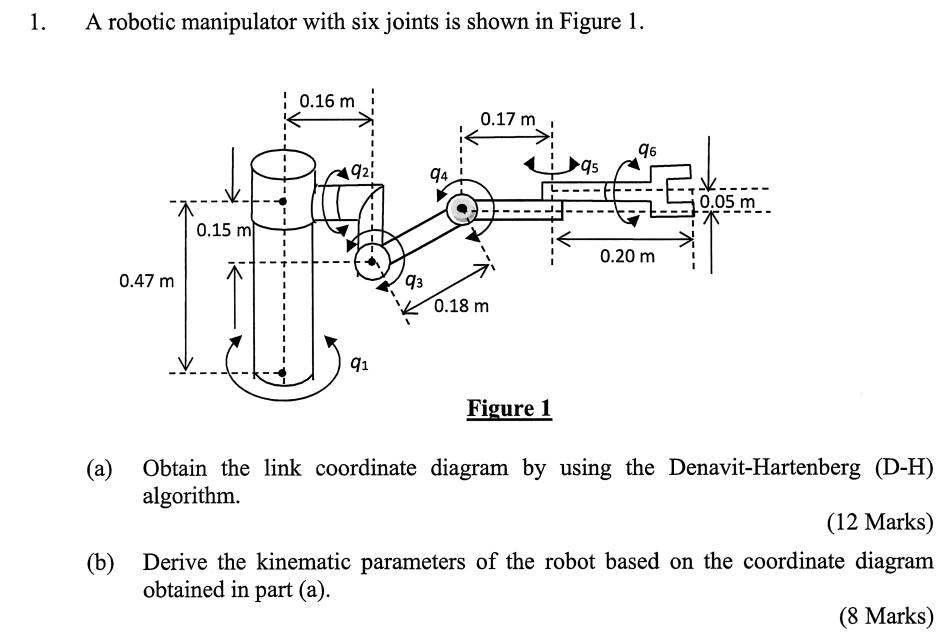 1. A robotic manipulator with six joints is shown in Figure 1.
0.16 m
0.17 m
q2
q4
q5
q6
0.05 m
0.15 m
0.20 m
0.47 m
q3
0.18 m
q1
Figure 1
(a) Obtain the link coordinate diagram by using the Denavit-Hartenberg (D-H)
algorithm.
(12 Marks)
(b) Derive the kinematic parameters of the robot based on the coordinate diagram
obtained in part (a).
(8 Marks)